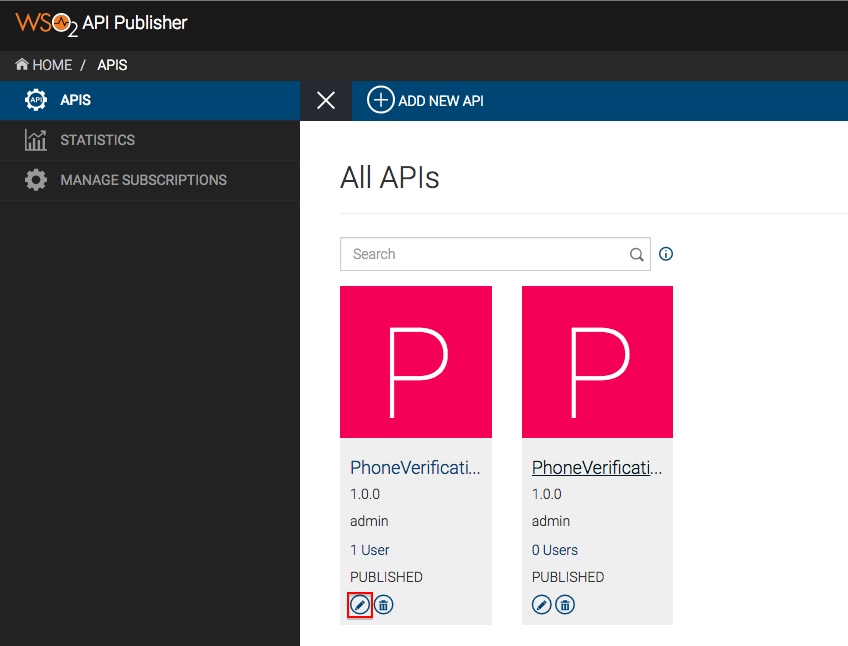 WSO2 API Publisher
HOME / APIS
API APIS
ADD NEW API
STATISTICS
MANAGE SUBSCRIPTIONS
All APIs
Search
P
PhoneVerificati...
1.0.0
admin
1 User
PUBLISHED
P
PhoneVerificati...
1.0.0
admin
0 Users
PUBLISHED